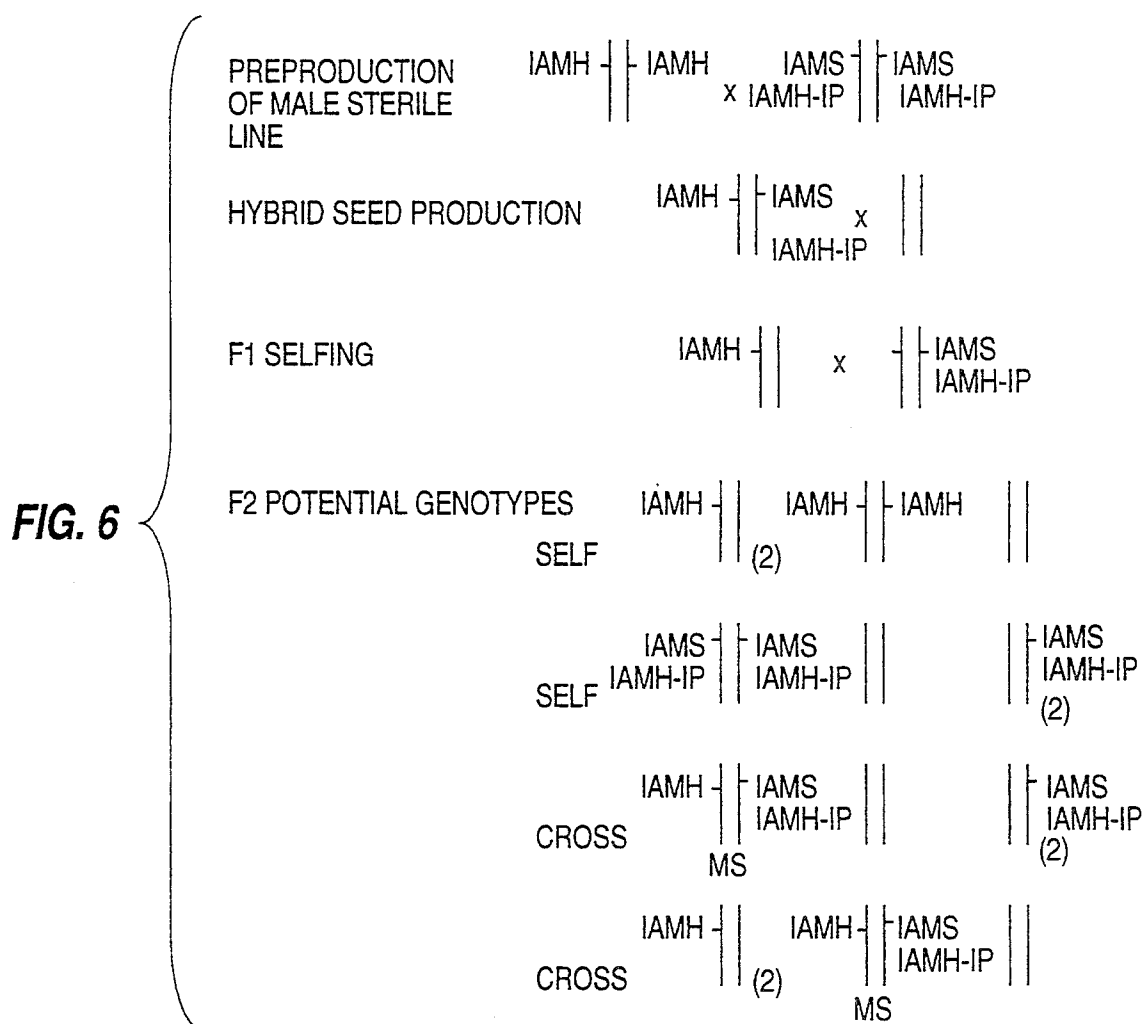 PREPRODUCTION
OF MALE STERILE
LINE
IAMH IAMH x IAMS IAMS
IAMH-IP IAMH-IP
HYBRID SEED PRODUCTION
IAMH IAMS x
IAMH-IP
F1 SELFING
IAMH x IAMS
IAMH-IP
FIG. 6
F2 POTENTIAL GENOTYPES
SELF
IAMH (2) IAMH IAMH
SELF
IAMS IAMS IAMS
IAMH-IP IAMH-IP IAMH-IP
(2)
CROSS
IAMH IAMS IAMS
IAMH-IP IAMH-IP
MS (2)
CROSS
IAMH (2) IAMH IAMS
IAMH-IP
MS